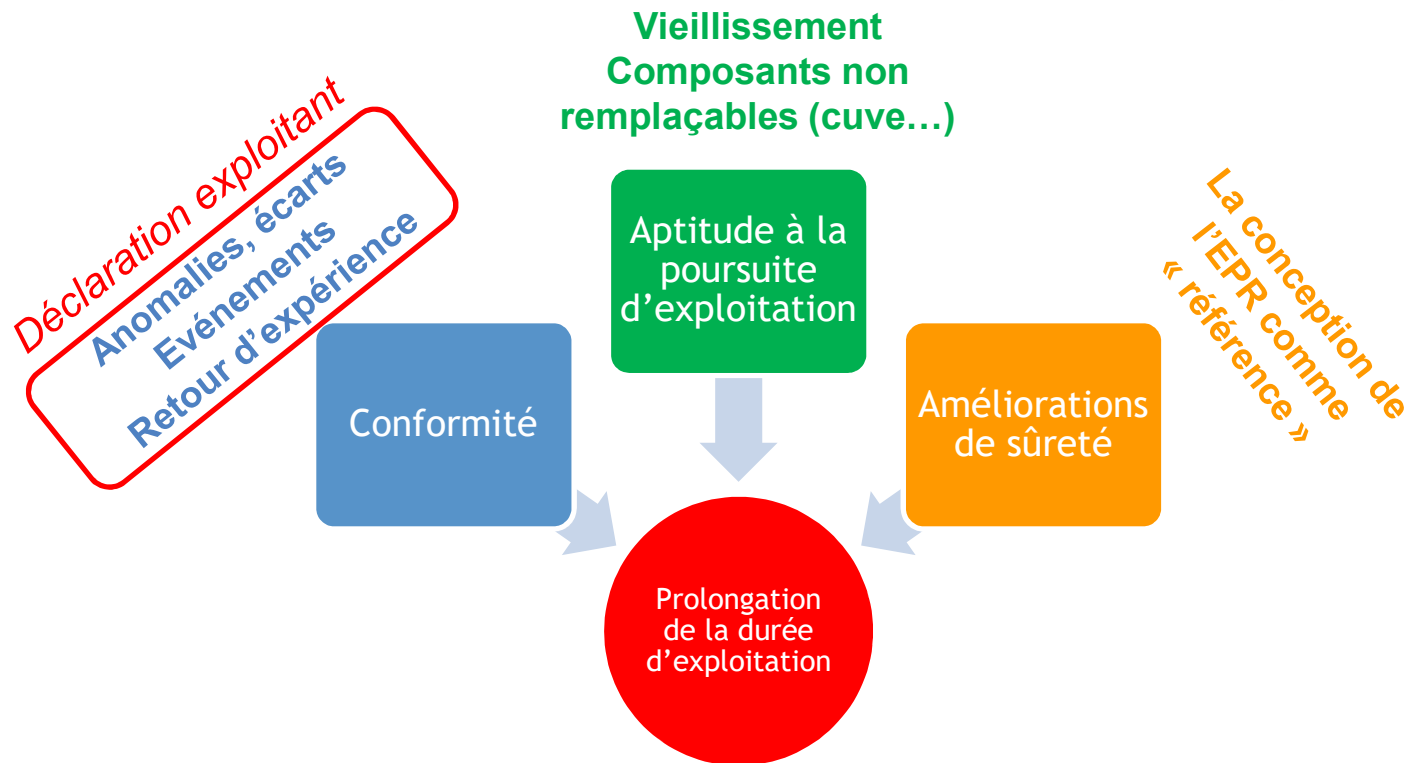 Vieillissement
Composants non
remplaçables (cuve…)
Déclaration exploitant
Anomalies, écarts
Evénements
Retour d’expérience
La conception de
l’EPR comme
« référence »
Aptitude à la
poursuite
d’exploitation
Conformité
Améliorations
de sûreté
Prolongation
de la durée
d’exploitation